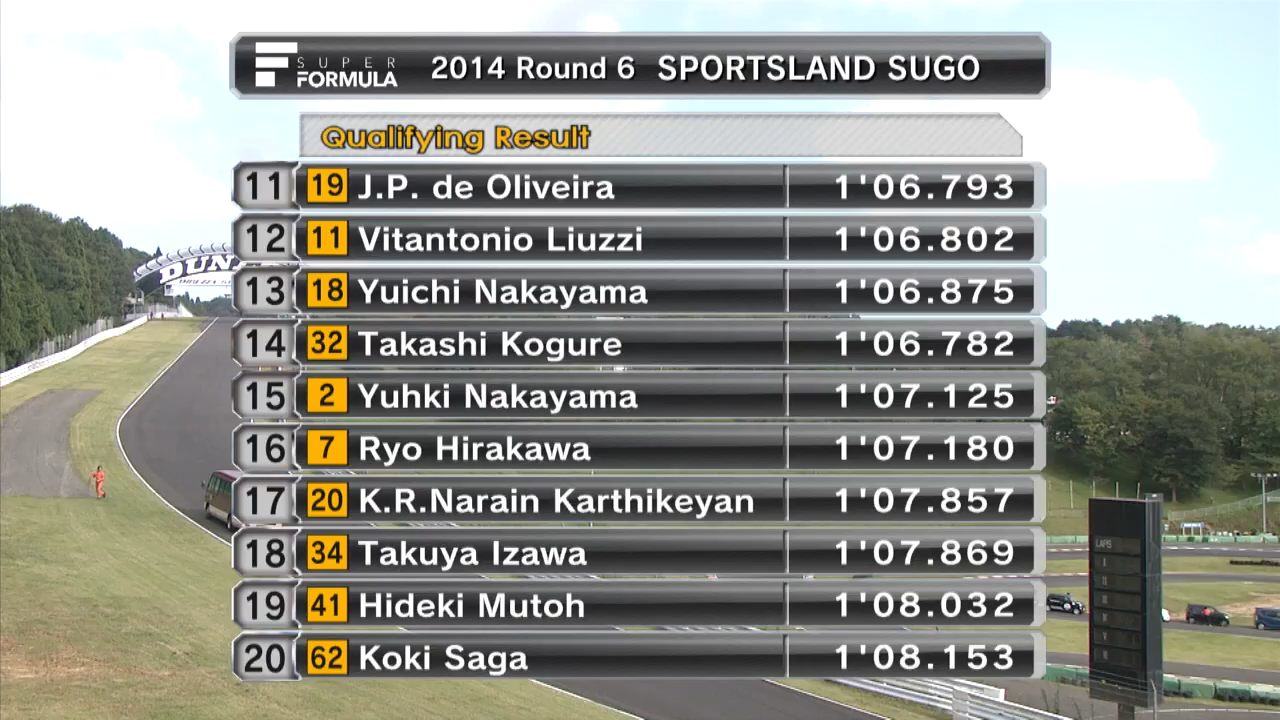 SUPER FORMULA 2014 Round 6 SPORTSLAND SUGO
Qualifying Result
11 19 J.P. de Oliveira 1'06.793
12 11 Vitantonio Liuzzi 1'06.802
13 18 Yuichi Nakayama 1'06.875
14 32 Takashi Kogure 1'06.782
15 2 Yuhki Nakayama 1'07.125
16 7 Ryo Hirakawa 1'07.180
17 20 K.R.Narain Karthikeyan 1'07.857
18 34 Takuya Izawa 1'07.869
19 41 Hideki Mutoh 1'08.032
20 62 Koki Saga 1'08.153
LAPS